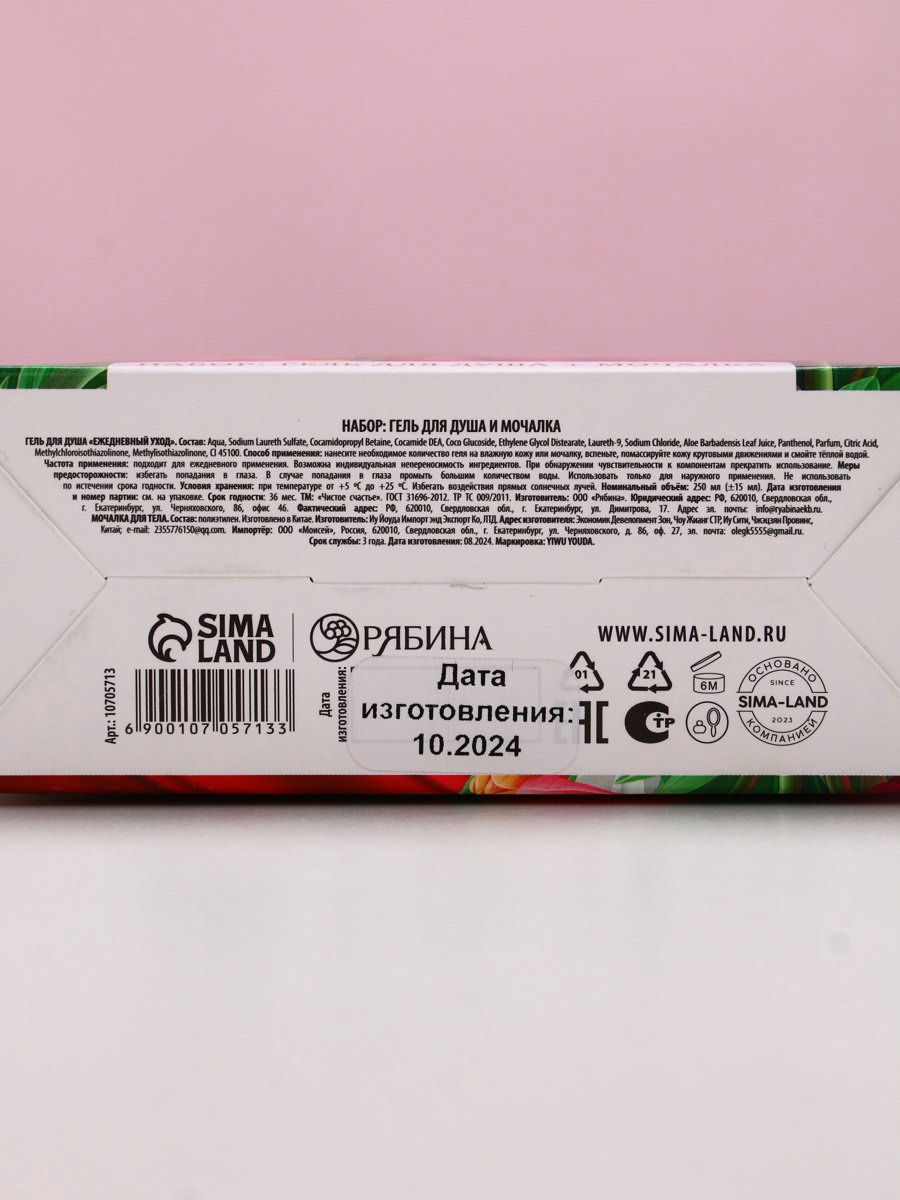 НАБОР: ГЕЛЬ ДЛЯ ДУША И МОЧАЛКА
ГЕЛЬ ДЛЯ ДУША «ЕЖЕДНЕВНЫЙ УХОД». Состав: Aqua, Sodium Laureth Sulfate, Cocamidopropyl Betaine, Cocamide DEA, Coco Glucoside, Ethylene Glycol Distearate, Laureth-9, Sodium Chloride, Aloe Barbadensis Leaf Juice, Panthenol, Parfum, Citric Acid,
Methylchloroisothiazolinone, Methylisothiazolinone, CI 45100. Способ применения: нанесите необходимое количество геля на влажную кожу или мочалку, вспеньте, помассируйте кожу круговыми движениями и смойте тёплой водой.
Частота применения: подходит для ежедневного применения. Возможна индивидуальная непереносимость ингредиентов. При обнаружении чувствительности к компонентам прекратить использование. Меры
предосторожности: избегать попадания в глаза. В случае попадания в глаза промыть большим количеством воды. Использовать только для наружного применения. Не использовать
по истечении срока годности. Условия хранения: при температуре от +5 °C до +25 °C. Избегать воздействия прямых солнечных лучей. Номинальный объём: 250 мл (±15 мл). Дата изготовления
и номер партии: см. на упаковке. Срок годности: 36 мес. ТМ: «Чистое счастье». ГОСТ 31696-2012. ТР ТС 009/2011. Изготовитель: ООО «Рябина». Юридический адрес: РФ, 620010, Свердловская обл.,
г. Екатеринбург, ул. Черняховского, 86, офис 46. Фактический адрес: РФ, 620010, Свердловская обл., г. Екатеринбург, ул. Димитрова, 17. Адрес эл. почты: info@ryabinaekb.ru.
МОЧАЛКА ДЛЯ ТЕЛА. Состав: полиэтилен. Изготовлено в Китае. Изготовитель: Иу Йоуда Импорт энд Экспорт Ко, ЛТД. Адрес изготовителя: Экономик Девелопмент Зон, Чоу Жианг СТР, Иу Сити, Чжэцзян Провинс,
Китай; e-mail: 2355776150@qq.com. Импортёр: ООО «Моисей», Россия, 620010, Свердловская обл., г. Екатеринбург, ул. Черняховского, д. 86, оф. 27, эл. почта: olegk5555@gmail.ru.
Срок службы: 3 года. Дата изготовления: 08.2024. Маркировка: YIWU YOUDA.
SIMA
LAND
РЯБИНА
WWW.SIMA-LAND.RU
Арт.: 10705713
6 900107 057133
Дата
изготовления:
Дата
изготовления:
10.2024
01
21
6M
EAC
СТР
ОСНОВАНО
SINCE
SIMA-LAND
2023
КОМПАНИЕЙ